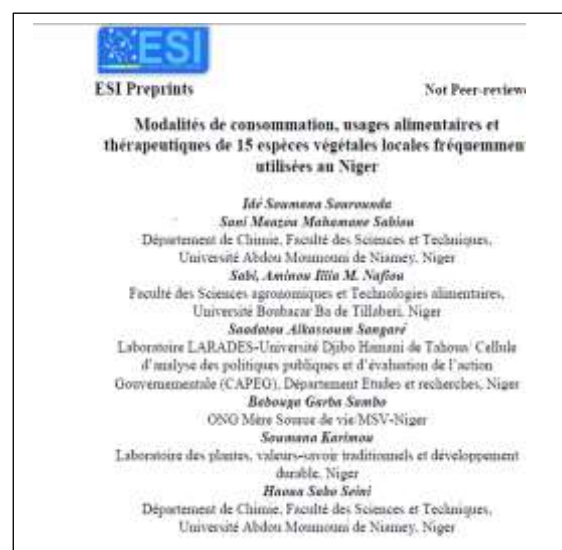 ESI
ESI Preprints Not Peer-review
Modalités de consommation, usages alimentaires et
thérapeutiques de 15 espèces végétales locales fréquemmen
utilisées au Niger
Idé Soumana Sourounda
Sani Maazou Mahamane Sabiou
Département de Chimie, Faculté des Sciences et Techniques,
Université Abdou Moumouni de Niamey, Niger
Sabi, Aminou Illia M. Nafiou
Faculté des Sciences agronomiques et Technologies alimentaires,
Université Boubacar Ba de Tillabéri, Niger
Saadatou Alkassoum Sangaré
Laboratoire LARADES-Université Djibo Hamani de Tahoua/ Cellule
d'analyse des politiques publiques et d'évaluation de l'action
Gouvernementale (CAPEG), Département Etudes et recherches, Niger
Garba Sambo
ONG Mère Source de vie/MSV-Niger
Soumana Karimou
Laboratoire des plantes, valeurs-savoir traditionnels et développement
durable, Niger
Haoua Sabo Seini
Département de Chimie, Faculté des Sciences et Techniques,
Université Abdou Moumouni de Niamey, Niger